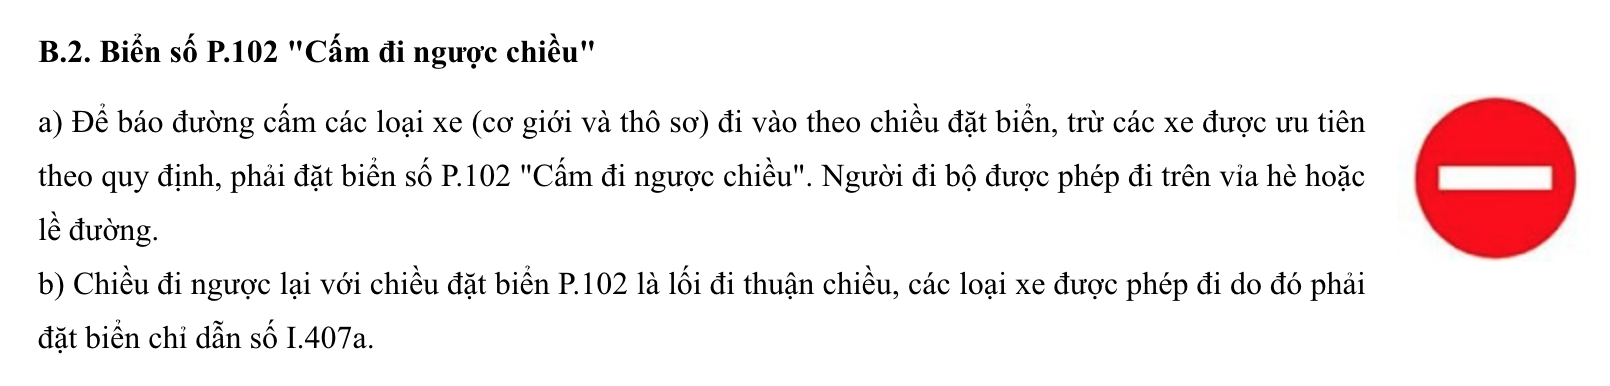 B.2. Biển số P.102 "Cấm đi ngược chiều"
a) Để báo đường cấm các loại xe (cơ giới và thô sơ) đi vào theo chiều đặt biển, trừ các xe được ưu tiên
theo quy định, phải đặt biển số P.102 "Cấm đi ngược chiều". Người đi bộ được phép đi trên vỉa hè hoặc
lề đường.
b) Chiều đi ngược lại với chiều đặt biển P.102 là lối đi thuận chiều, các loại xe được phép đi do đó phải
đặt biển chỉ dẫn số I.407a.